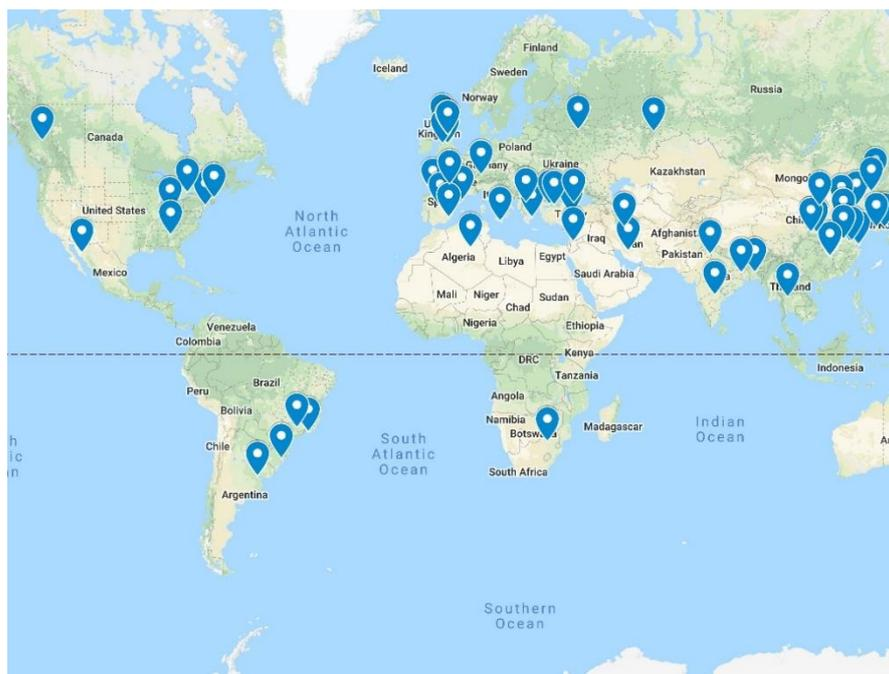 Iceland
Finland
Sweden
Norway
Russia
Canada
Poland
Ukraine
Kazakhstan
United States
North
Atlantic
Ocean
Iraq
Afghanistan
Pakistan
Mexico
Algeria
Libya
Egypt
Saudi Arabia
Mali
Niger
Sudan
Chad
Venezuela
Nigeria
Ethiopia
Colombia
DRC
Kenya
Indonesia
Peru
Brazil
Tanzania
Bolivia
Angola
Namibia
Madagascar
Indian
Ocean
Chile
South
Atlantic
Ocean
South Africa
Argentina
Southern
Ocean